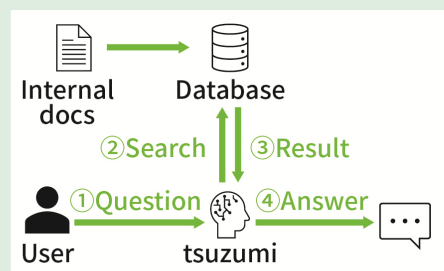 Internal
docs
Database
②Search
③Result
①Question
④Answer
User
tsuzumi